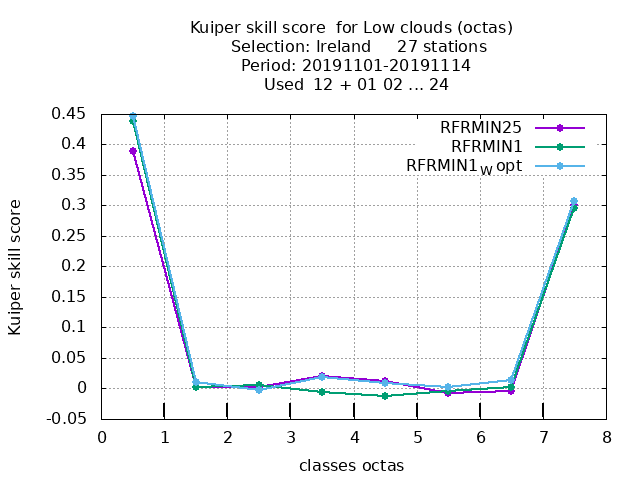 Kuiper skill score  for Low clouds (octas)
Selection: Ireland     27 stations
Period: 20191101-20191114
Used  12 + 01 02 ... 24
RFRMIN25
RFRMIN1
RFRMIN1W opt
Kuiper skill score
0.45
0.4
0.35
0.3
0.25
0.2
0.15
0.1
0.05
0
-0.05
0 1 2 3 4 5 6 7 8
classes octas